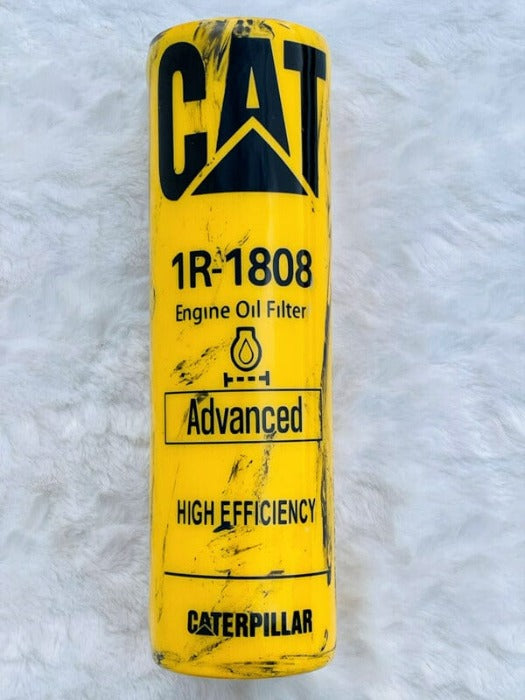 CAT
1R-1808
Engine Oil Filter
Advanced
HIGH EFFICIENCY
CATERPILLAR